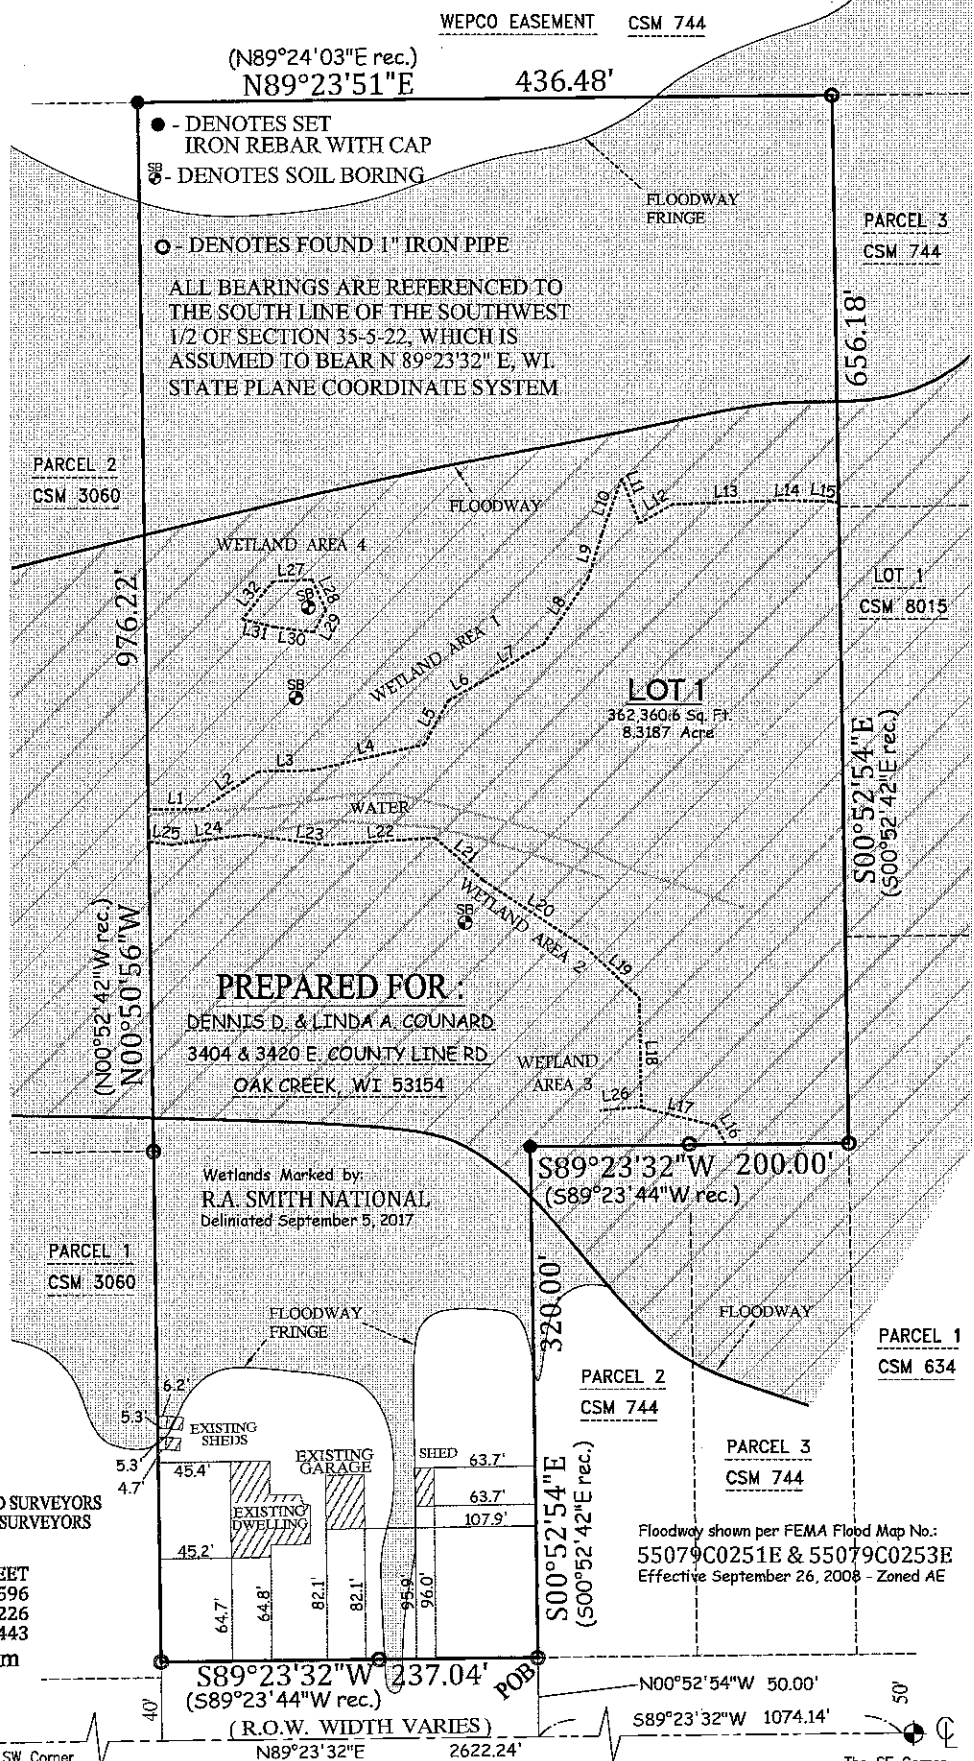 WEPCO EASEMENT CSM 744
(N89°24'03"E rec.)
N89°23'51"E 436.48'
● - DENOTES SET
IRON REBAR WITH CAP
SB - DENOTES SOIL BORING
FLOODWAY
FRINGE
PARCEL 3
CSM 744
O - DENOTES FOUND 1" IRON PIPE
ALL BEARINGS ARE REFERENCED TO
THE SOUTH LINE OF THE SOUTHWEST
1/2 OF SECTION 35-5-22, WHICH IS
ASSUMED TO BEAR N 89°23'32" E, WI.
STATE PLANE COORDINATE SYSTEM
656.18'
PARCEL 2
CSM 3060
FLOODWAY
976.22'
WETLAND AREA 4
L27
L28
L29
L30
L31
L32
SB
SB
WETLAND AREA 1
L1
L2
L3
L4
L5
L6
L7
L8
L9
L10
L11
L12
L13
L14
L15
LOT 1
CSM 8015
LOT 1
362,360.6 Sq. Ft.
8.3187 Acre
WATER
L25
L24
L23
L22
L21
L20
L19
L18
SB
WETLAND AREA 2
S00°52'54"E
(S00°52'42"E rec.)
(N00°52'42"W rec.)
N00°50'56"W
PREPARED FOR :
DENNIS D. & LINDA A. COUNARD
3404 & 3420 E. COUNTY LINE RD
OAK CREEK, WI 53154
WETLAND
AREA 3
L26
L17
L16
S89°23'32"W 200.00'
(S89°23'44"W rec.)
Wetlands Marked by:
R.A. SMITH NATIONAL
Deliniated September 5, 2017
PARCEL 1
CSM 3060
320.00'
FLOODWAY
FRINGE
FLOODWAY
PARCEL 1
CSM 634
PARCEL 2
CSM 744
PARCEL 3
CSM 744
6.2'
5.3'
EXISTING
SHEDS
5.3'
4.7'
45.4'
EXISTING
GARAGE
SHED
63.7'
EXISTING
DWELLING
63.7'
107.9'
45.2'
64.7'
64.8'
82.1'
82.1'
95.9'
96.0'
S00°52'54"E
(S00°52'42"E rec.)
Floodway shown per FEMA Flood Map No.:
55079C0251E & 55079C0253E
Effective September 26, 2008 - Zoned AE
SURVEYORS
SURVEYORS
EET
596
226
443
m
S89°23'32"W 237.04'
(S89°23'44"W rec.)
POB
N00°52'54"W 50.00'
40'
(R.O.W. WIDTH VARIES)
S89°23'32"W 1074.14'
50'
CL
SW Corner
N89°23'32"E 2622.24'
The SE Corner